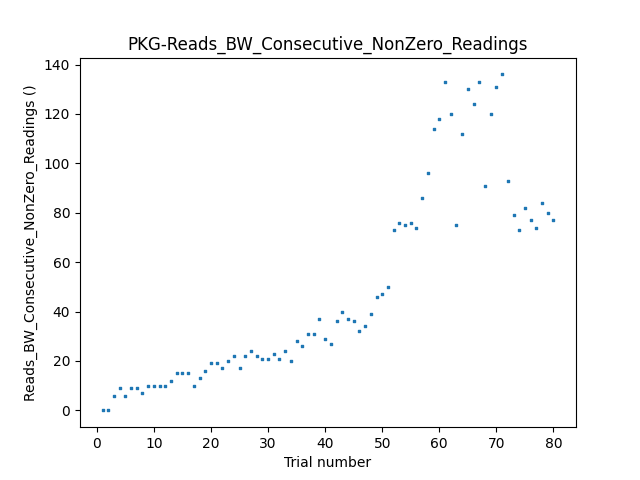 PKG-Reads_BW_Consecutive_NonZero_Readings
140
120
100
80
60
40
20
0
Reads_BW_Consecutive_NonZero_Readings ()
0 10 20 30 40 50 60 70 80
Trial number